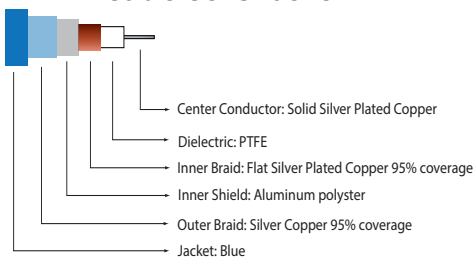 Center Conductor: Solid Silver Plated Copper
Dielectric: PTFE
Inner Braid: Flat Silver Plated Copper 95% coverage
Inner Shield: Aluminum polyster
Outer Braid: Silver Copper 95% coverage
Jacket: Blue